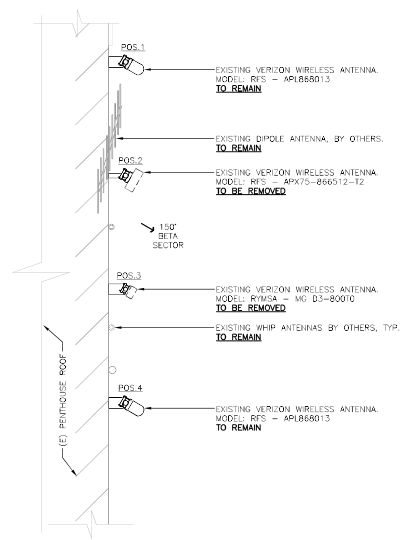 POS.1
EXISTING VERIZON WIRELESS ANTENNA.
MODEL: RFS - APL868013
TO REMAIN
EXISTING DIPOLE ANTENNA, BY OTHERS.
TO REMAIN
POS.2
EXISTING VERIZON WIRELESS ANTENNA.
MODEL: RFS - APX75-866512-T2
TO BE REMOVED
150°
BETA
SECTOR
POS.3
EXISTING VERIZON WIRELESS ANTENNA.
MODEL: RYMSA - MG D3-800T0
TO BE REMOVED
EXISTING WHIP ANTENNAS BY OTHERS, TYP.
TO REMAIN
(E) PENTHOUSE ROOF
POS.4
EXISTING VERIZON WIRELESS ANTENNA.
MODEL: RFS - APL868013
TO REMAIN